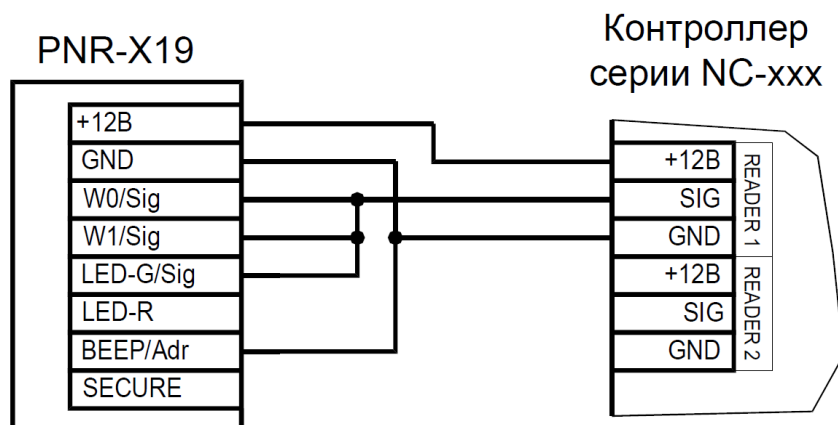 PNR-X19
+12В
GND
W0/Sig
W1/Sig
LED-G/Sig
LED-R
BEEP/Adr
SECURE
Контроллер
серии NC-xxx
+12В
SIG
GND
READER 1
+12В
SIG
GND
READER 2